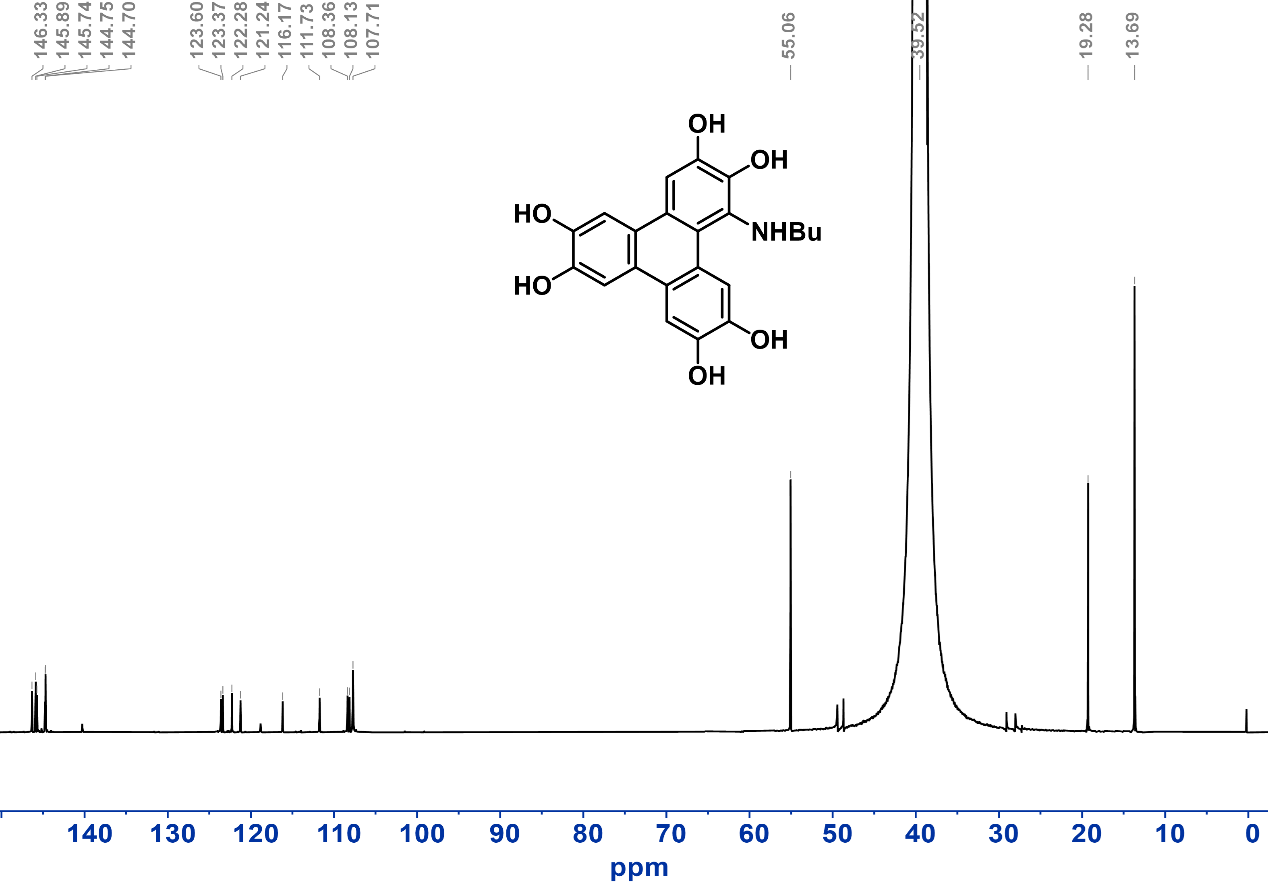 146.33
145.89
145.74
144.75
144.70
123.60
123.37
122.28
121.24
116.17
111.73
108.36
108.13
107.71
55.06
39.52
19.28
13.69
OH
OH
HO
NHBu
HO
OH
OH
140 130 120 110 100 90 80 70 60 50 40 30 20 10 0
ppm